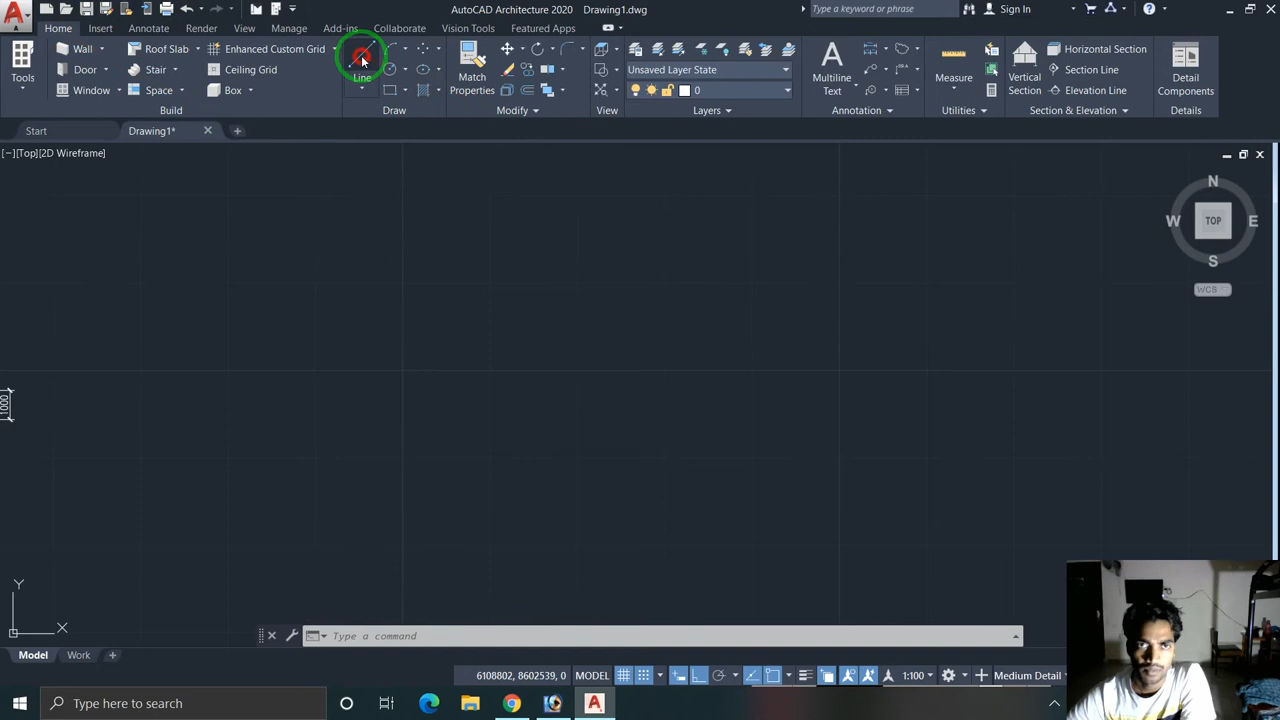 AutoCAD Architecture 2020 Drawing1.dwg
Type a keyword or phrase
Sign In
Home Insert Annotate Render View Manage Add-ins Collaborate Vision Tools Featured Apps
Tools
Wall
Door
Window
Roof Slab
Stair
Space
Enhanced Custom Grid
Ceiling Grid
Box
Build
Line
Draw
Match
Properties
Modify
View
Unsaved Layer State
0
Layers
Multiline
Text
Annotation
Measure
Utilities
Vertical
Section
Horizontal Section
Section Line
Elevation Line
Section & Elevation
Detail
Components
Details
Start Drawing1*
[−][Top][2D Wireframe]
N
W TOP E
S
WCS
1000
Y
X
Type a command
Model Work
6108802, 8602539, 0 MODEL 1:100 Medium Detail
Type here to search